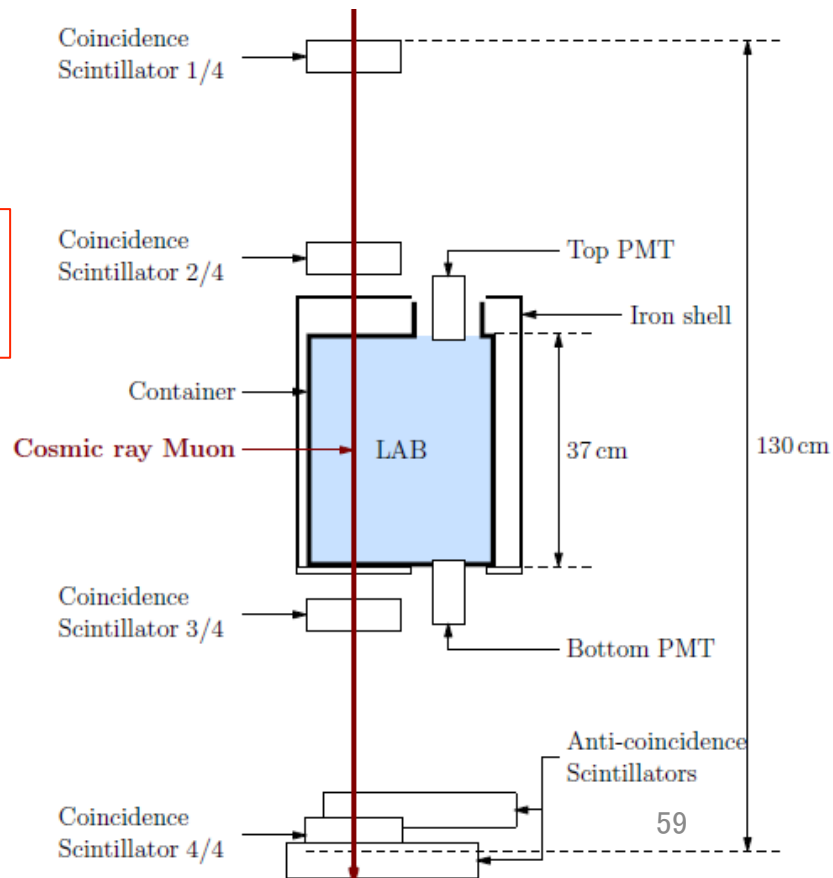 Coincidence
Scintillator 1/4
Coincidence
Scintillator 2/4
Top PMT
Iron shell
Container
Cosmic ray Muon
LAB
37 cm
130 cm
Coincidence
Scintillator 3/4
Bottom PMT
Anti-coincidence
Scintillators
59
Coincidence
Scintillator 4/4